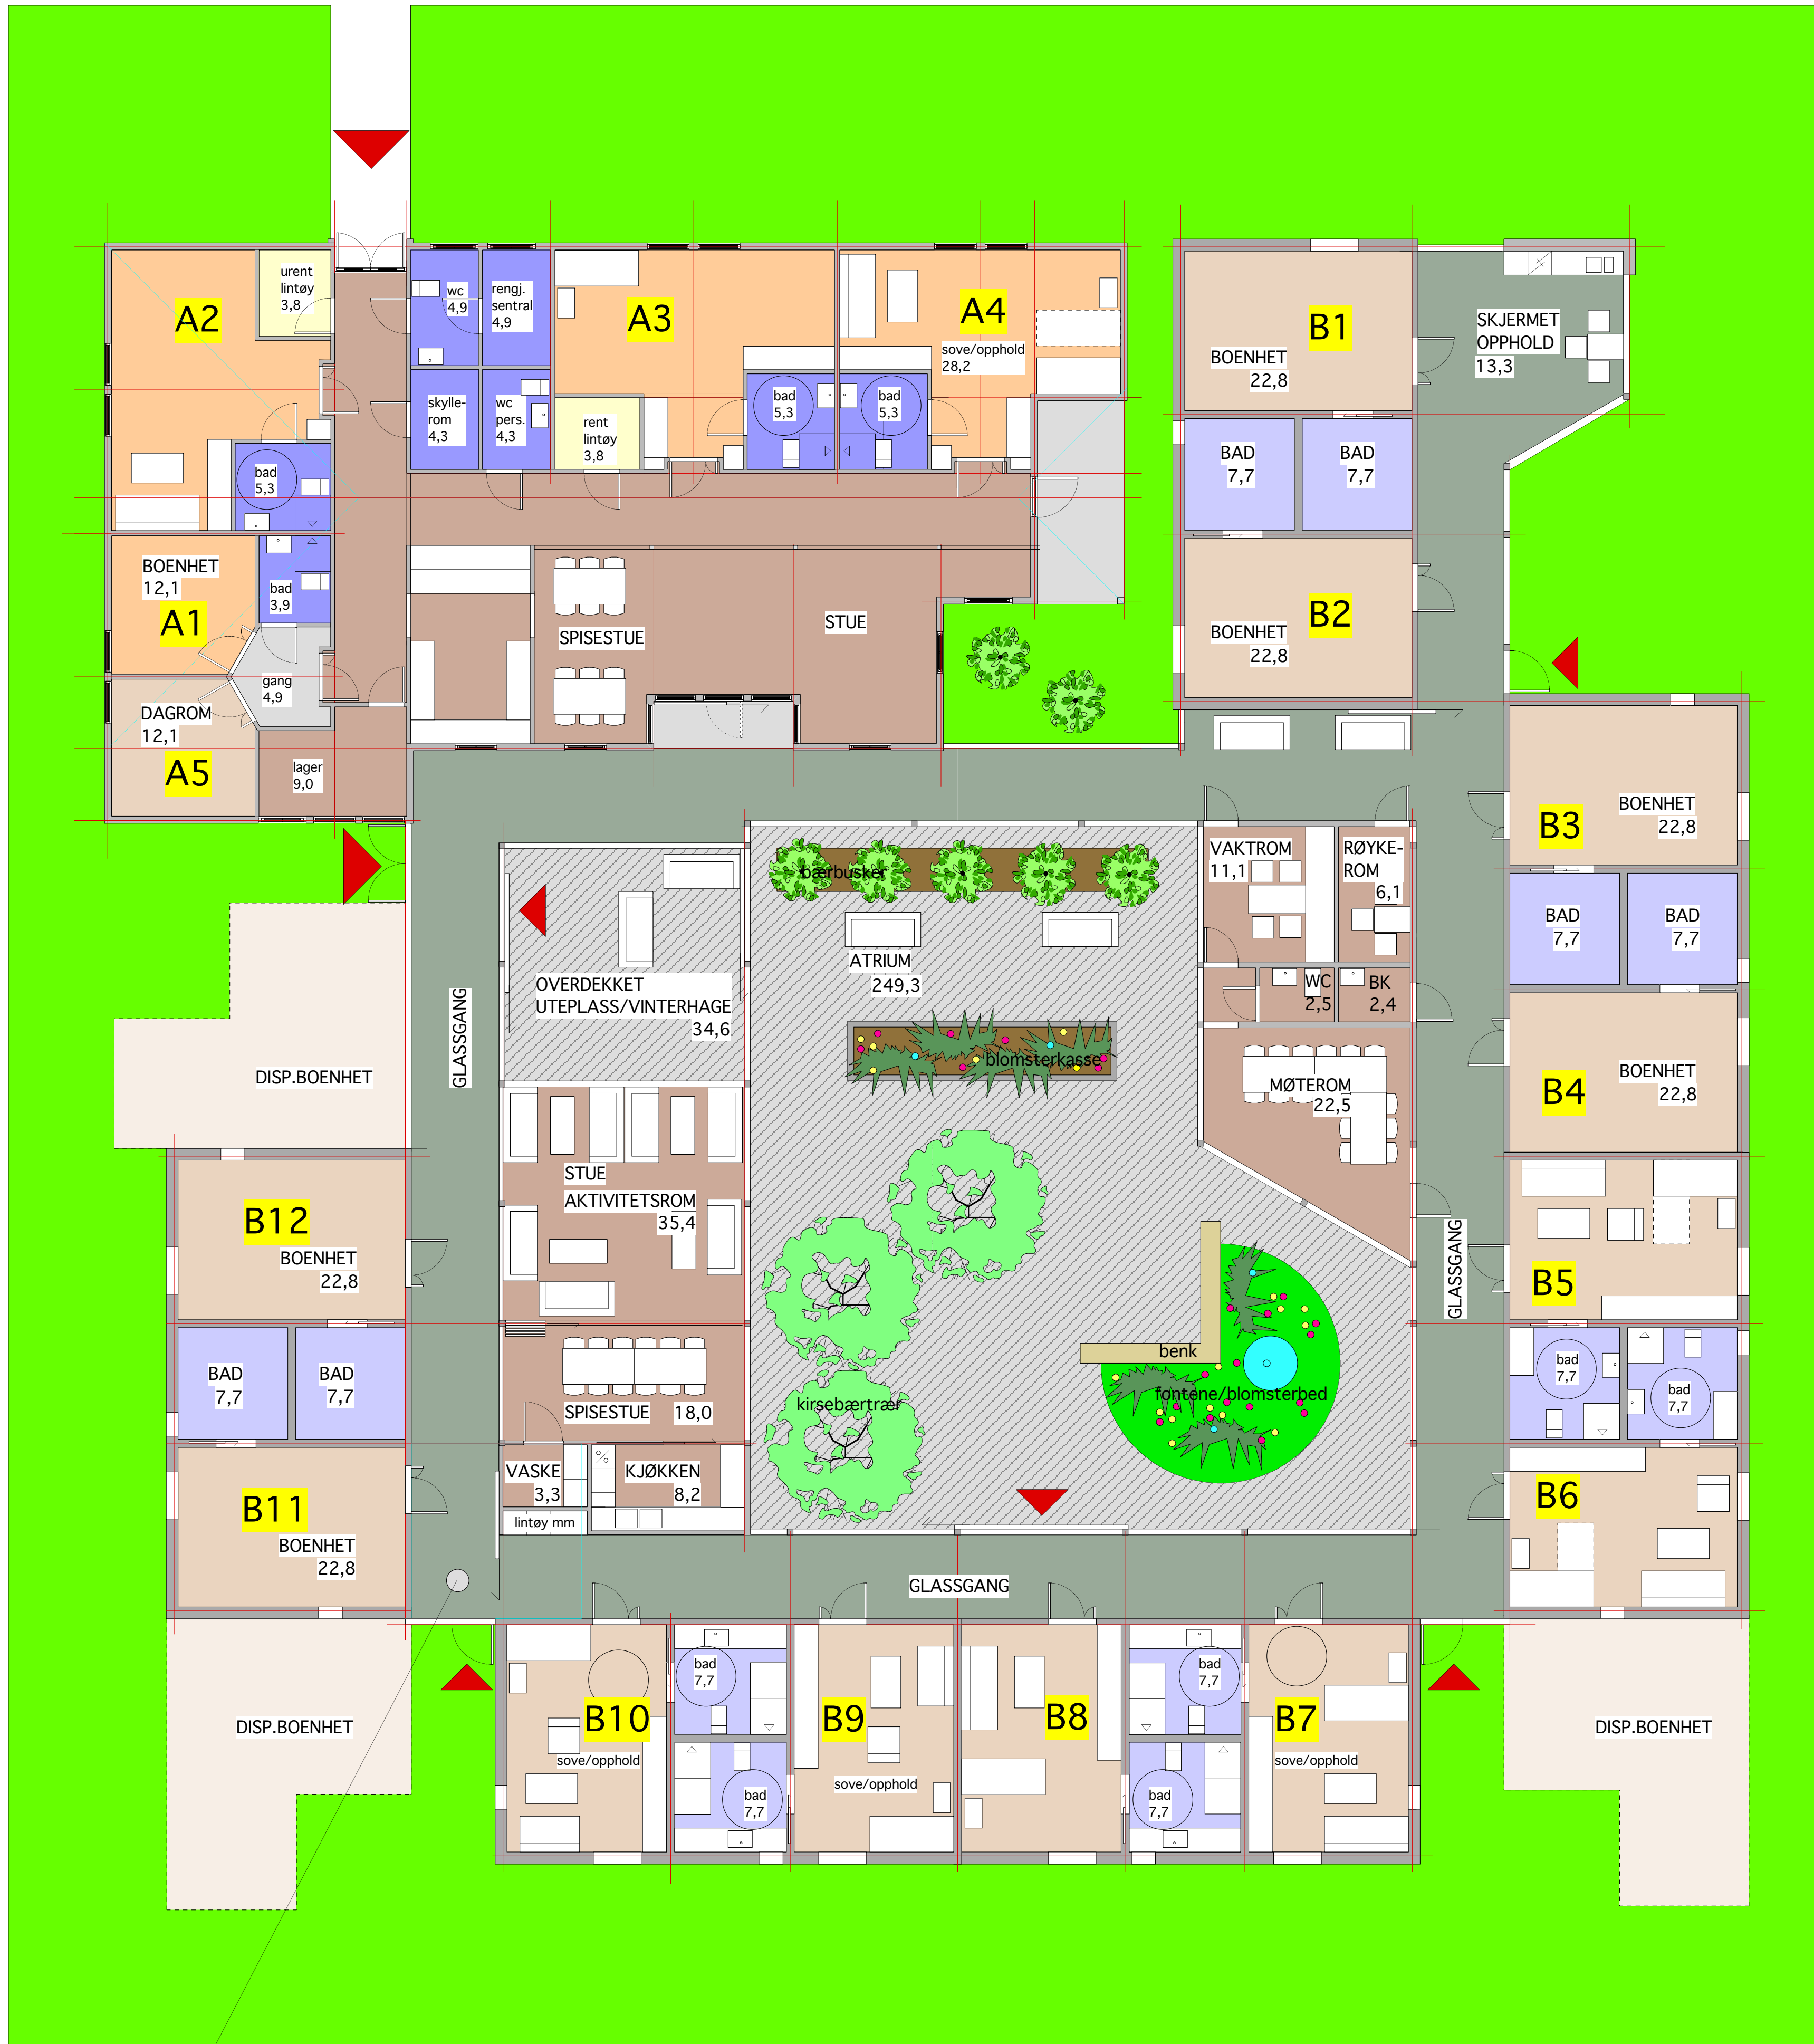 A2
urent
lintøy
3,8
wc
4,9
rengj.
sentral
4,9
A3
A4
sove/opphold
28,2
B1
BOENHET
22,8
SKJERMET
OPPHOLD
13,3
skylle-
rom
4,3
wc
pers.
4,3
rent
lintøy
3,8
bad
5,3
bad
5,3
bad
5,3
BAD
7,7
BAD
7,7
BOENHET
12,1
A1
bad
3,9
gang
4,9
DAGROM
12,1
A5
lager
9,0
SPISESTUE
STUE
B2
BOENHET
22,8
B3
BOENHET
22,8
bærbusker
VAKTROM
11,1
RØYKE-
ROM
6,1
BAD
7,7
BAD
7,7
ATRIUM
249,3
OVERDEKKET
UTEPLASS/VINTERHAGE
34,6
GLASSGANG
WC
2,5
BK
2,4
blomsterkasse
DISP.BOENHET
MØTEROM
22,5
B4
BOENHET
22,8
STUE
AKTIVITETSROM
35,4
B12
BOENHET
22,8
GLASSGANG
B5
benk
fontene/blomsterbed
kirsebærtrær
BAD
7,7
BAD
7,7
SPISESTUE 18,0
bad
7,7
bad
7,7
VASKE
3,3
KJØKKEN
8,2
lintøy mm
B11
BOENHET
22,8
B6
GLASSGANG
DISP.BOENHET
B10
sove/opphold
bad
7,7
bad
7,7
B9
sove/opphold
B8
bad
7,7
bad
7,7
B7
sove/opphold
DISP.BOENHET